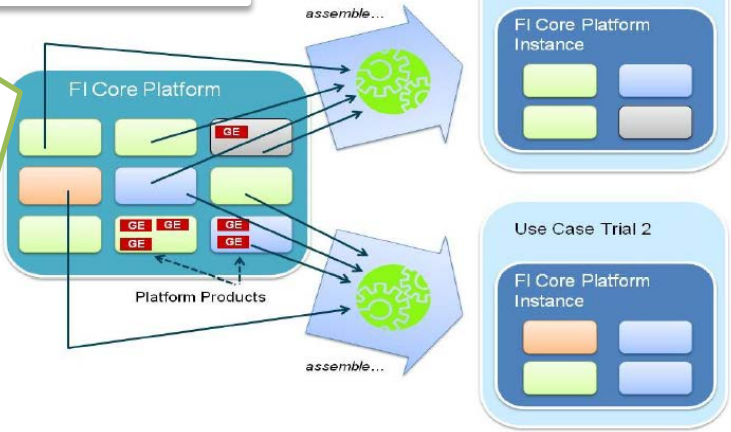 assemble...
FI Core Platform
Instance
FI Core Platform
GE
GE GE
GE
GE
GE
Platform Products
Use Case Trial 2
FI Core Platform
Instance
assemble...